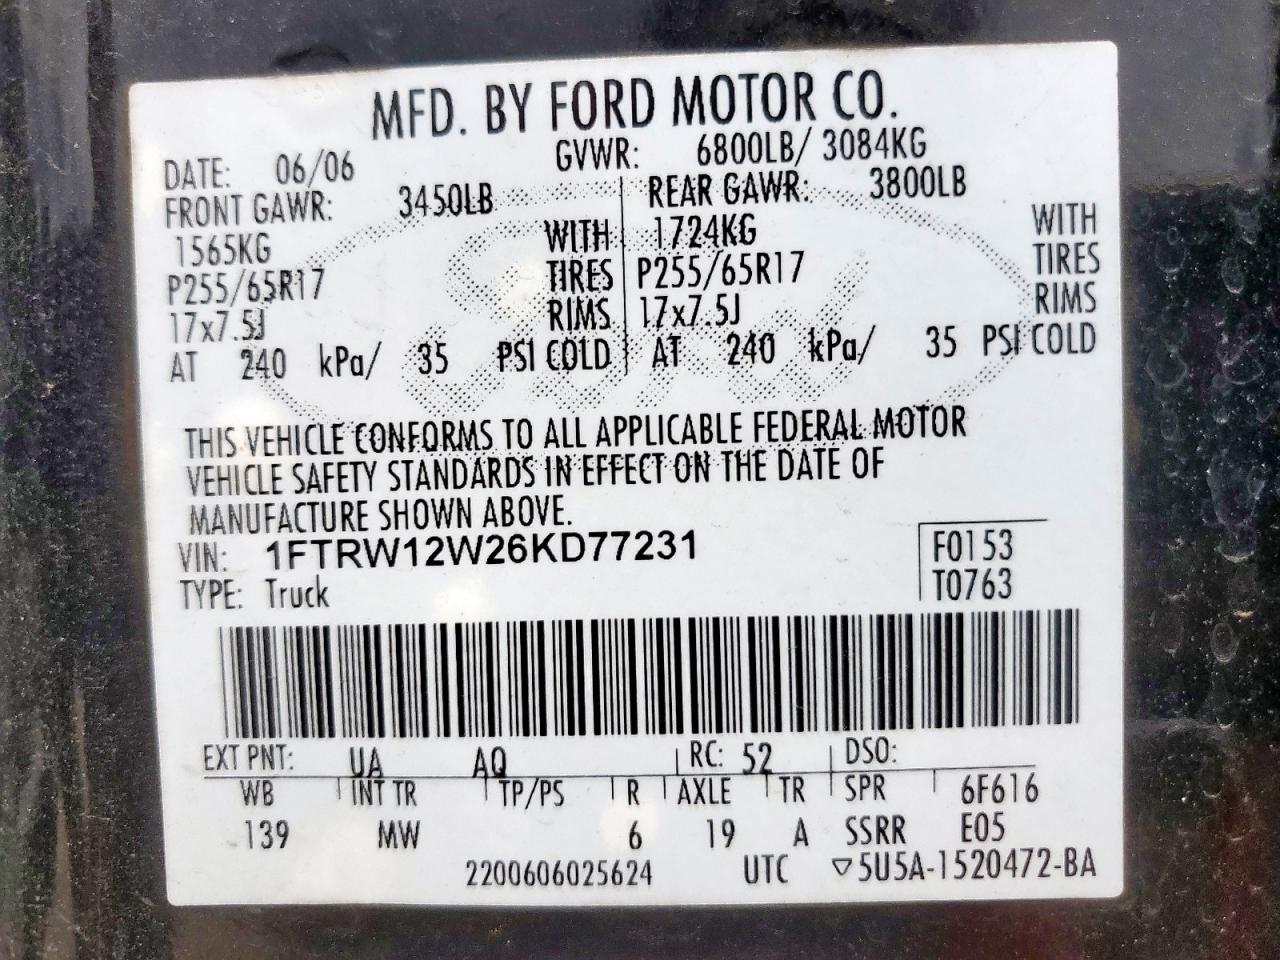 MFD. BY FORD MOTOR CO.
DATE: 06/06 GVWR: 6800LB/ 3084KG
FRONT GAWR: 3450LB REAR GAWR: 3800LB
1565KG WITH 1724KG WITH
P255/65R17 TIRES P255/65R17 TIRES
17x7.5J RIMS 17x7.5J RIMS
AT 240 kPa/ 35 PSI COLD AT 240 kPa/ 35 PSI COLD
THIS VEHICLE CONFORMS TO ALL APPLICABLE FEDERAL MOTOR
VEHICLE SAFETY STANDARDS IN EFFECT ON THE DATE OF
MANUFACTURE SHOWN ABOVE.
VIN: 1FTRW12W26KD77231 F0153
TYPE: Truck T0763
EXT PNT: UA AQ RC: 52 DSO:
WB INT TR TP/PS R AXLE TR SPR 6F616
139 MW 6 19 A SSRR E05
2200606025624 UTC ▽5U5A-1520472-BA